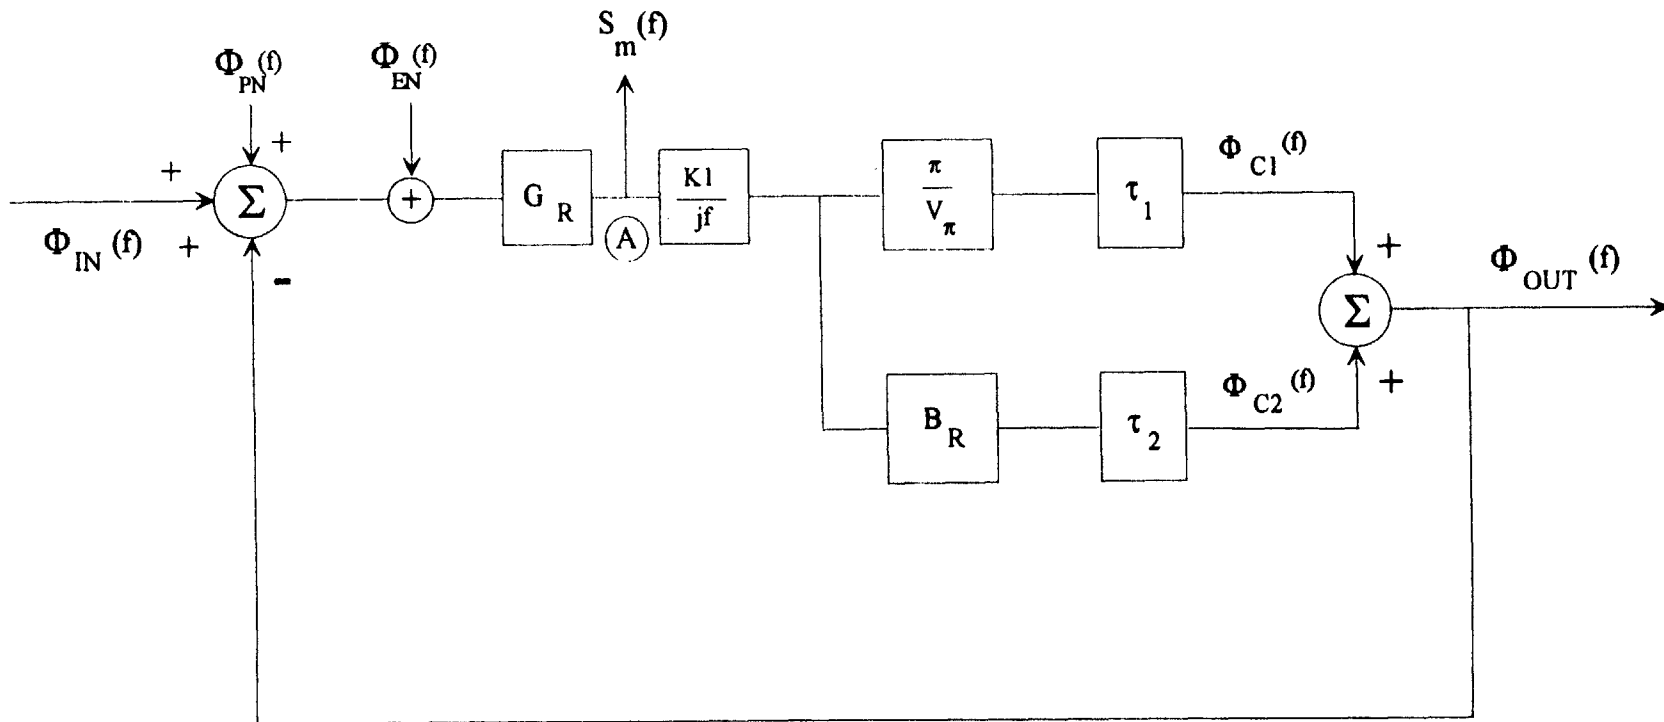 S_m(f)
Φ_PN(f)
Φ_EN(f)
+
+
Σ
+
-
Φ_IN (f)
+
G_R
A
K1
jf
π
V_π
τ_1
Φ_C1(f)
+
Σ
+
Φ_OUT (f)
B_R
τ_2
Φ_C2(f)